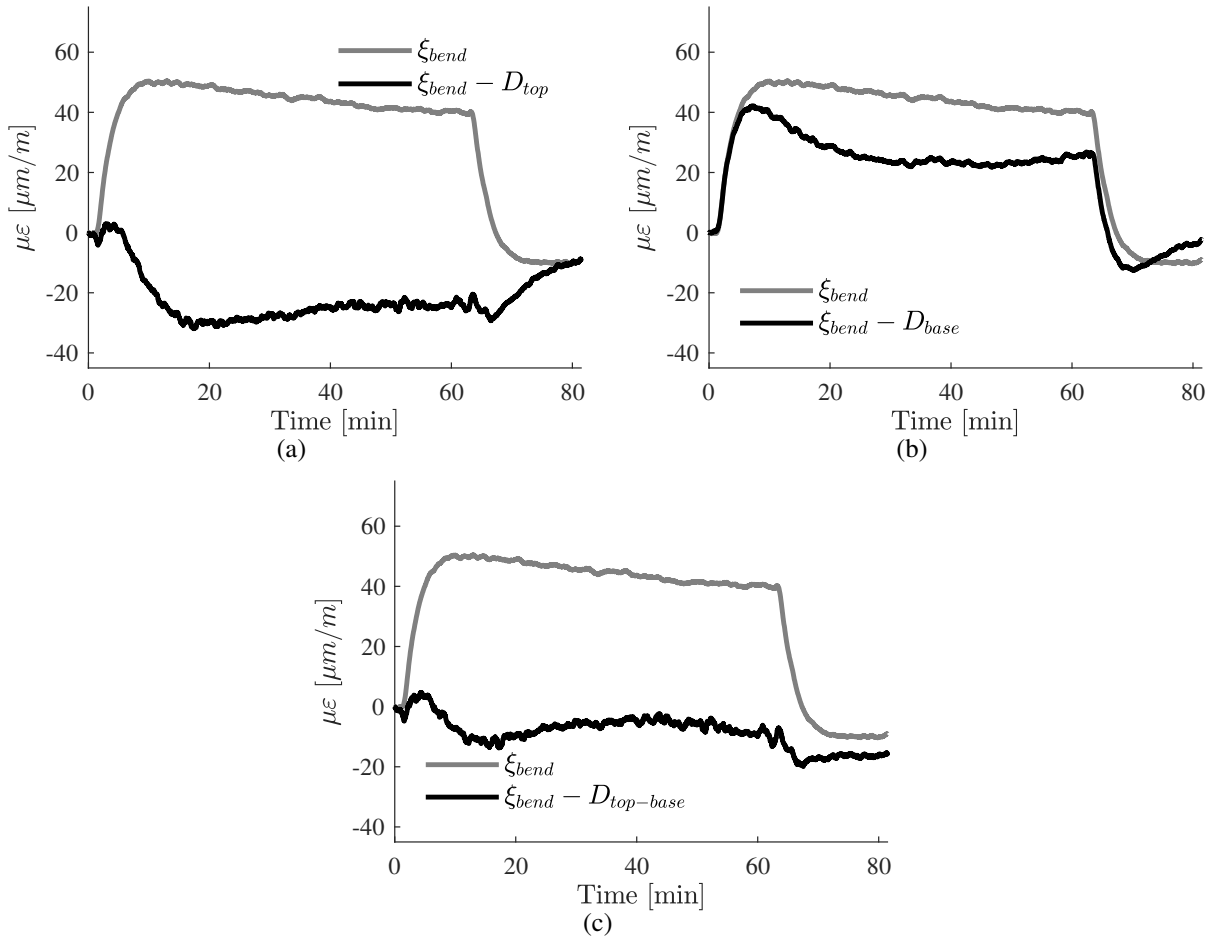 60
40
20
0
-20
-40
με [μm/m]
ξbend
ξbend − Dtop
0 20 40 60 80
Time [min]
(a)
60
40
20
0
-20
-40
με [μm/m]
ξbend
ξbend − Dbase
0 20 40 60 80
Time [min]
(b)
60
40
20
0
-20
-40
με [μm/m]
ξbend
ξbend − Dtop−base
0 20 40 60 80
Time [min]
(c)